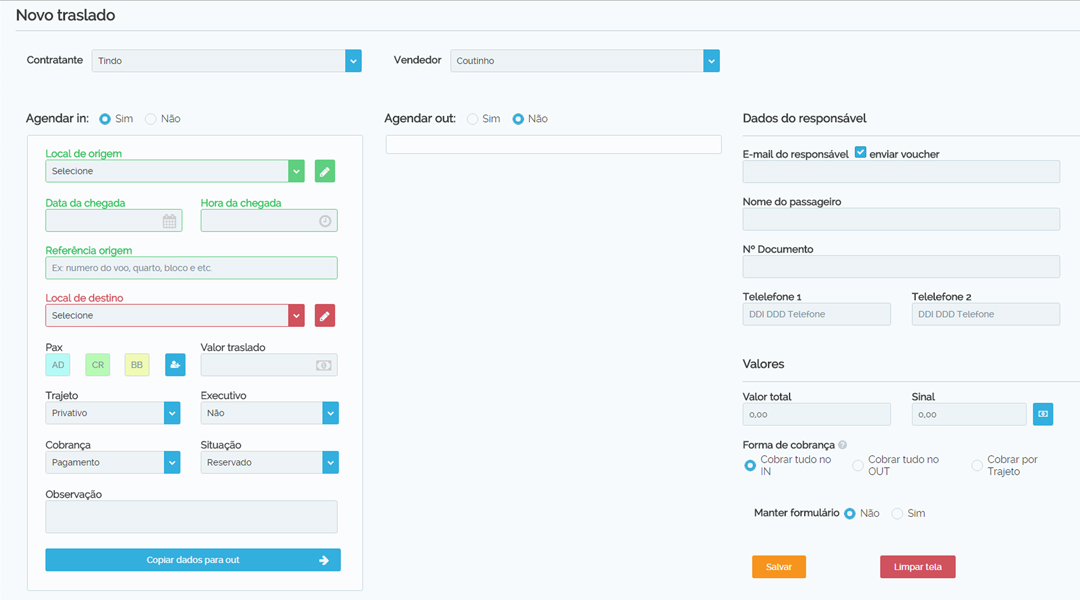 Novo traslado
Contratante Tindo Vendedor Coutinho
Agendar in: Sim Não
Local de origem
Selecione
Data da chegada Hora da chegada
Referência origem
Ex: numero do voo, quarto, bloco e etc.
Local de destino
Selecione
Pax Valor traslado
AD CR BB
Trajeto Executivo
Privativo Não
Cobrança Situação
Pagamento Reservado
Observação
Copiar dados para out
Agendar out: Sim Não
Dados do responsável
E-mail do responsável enviar voucher
Nome do passageiro
Nº Documento
Telelefone 1 Telelefone 2
DDI DDD Telefone DDI DDD Telefone
Valores
Valor total Sinal
0,00 0,00
Forma de cobrança ?
Cobrar tudo no IN Cobrar tudo no OUT Cobrar por Trajeto
Manter formulário Não Sim
Salvar Limpar tela